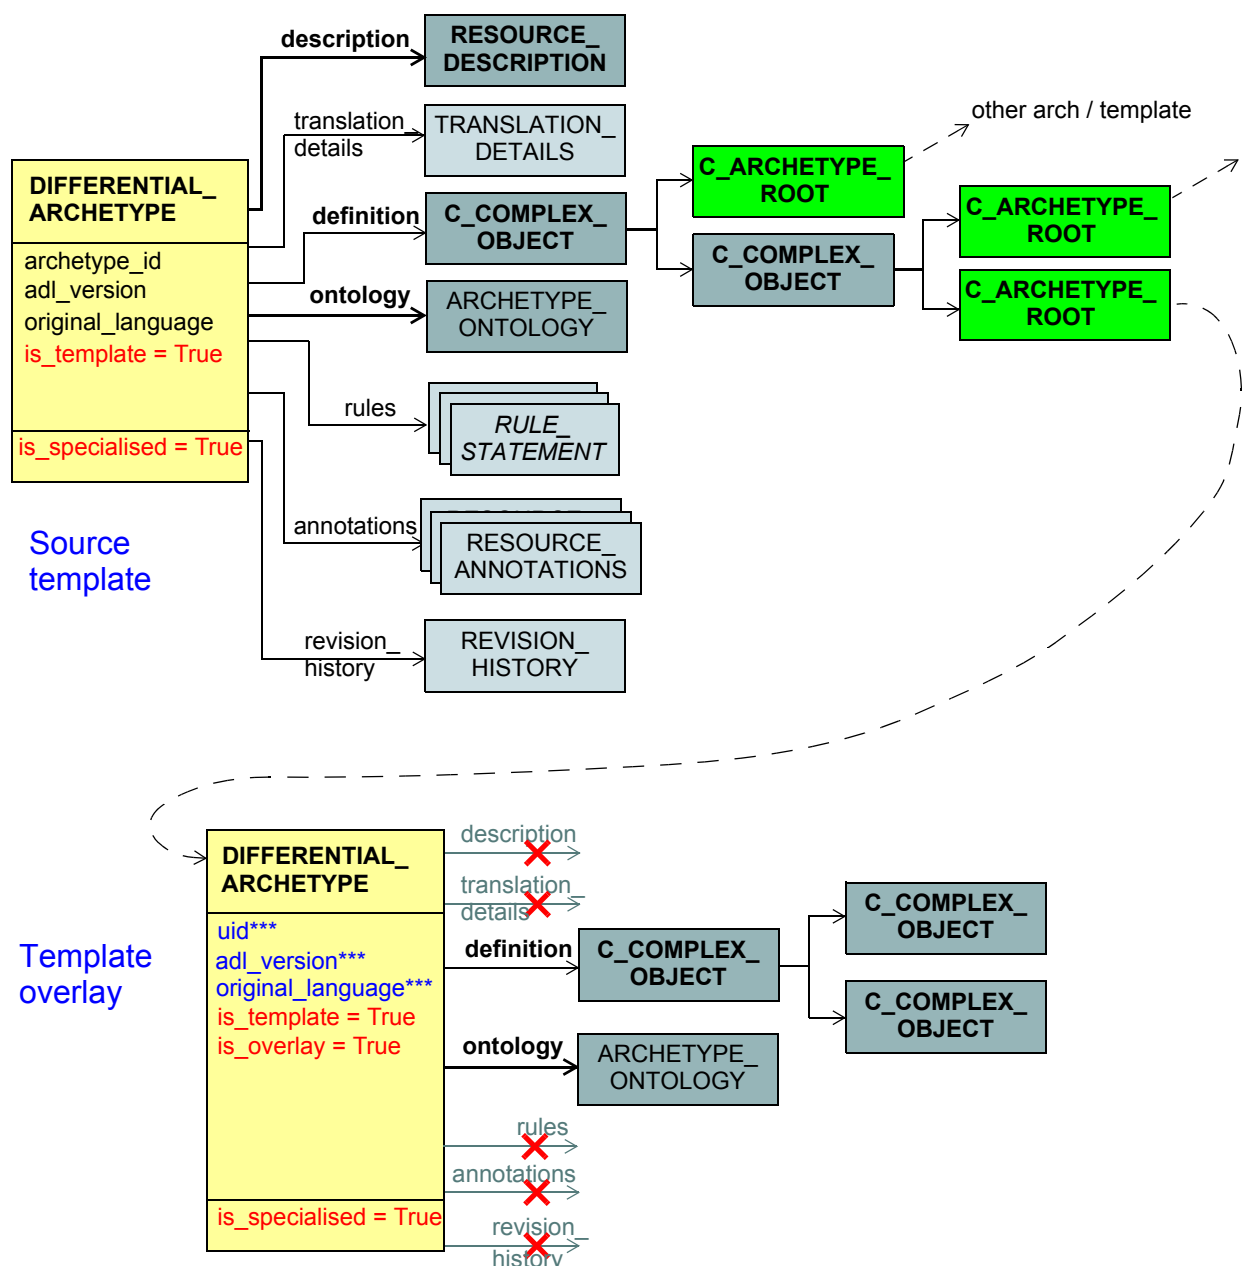 description
RESOURCE_
DESCRIPTION
translation_
details
TRANSLATION_
DETAILS
other arch / template
DIFFERENTIAL_
ARCHETYPE
archetype_id
adl_version
original_language
is_template = True
is_specialised = True
definition
C_COMPLEX_
OBJECT
C_ARCHETYPE_
ROOT
C_COMPLEX_
OBJECT
C_ARCHETYPE_
ROOT
C_ARCHETYPE_
ROOT
ontology
ARCHETYPE_
ONTOLOGY
rules
RULE_
STATEMENT
annotations
RESOURCE_
ANNOTATIONS
revision_
history
REVISION_
HISTORY
Source
template
Template
overlay
DIFFERENTIAL_
ARCHETYPE
uid***
adl_version***
original_language***
is_template = True
is_overlay = True
is_specialised = True
description
translation_
details
definition
C_COMPLEX_
OBJECT
C_COMPLEX_
OBJECT
C_COMPLEX_
OBJECT
ontology
ARCHETYPE_
ONTOLOGY
rules
annotations
revision_
history